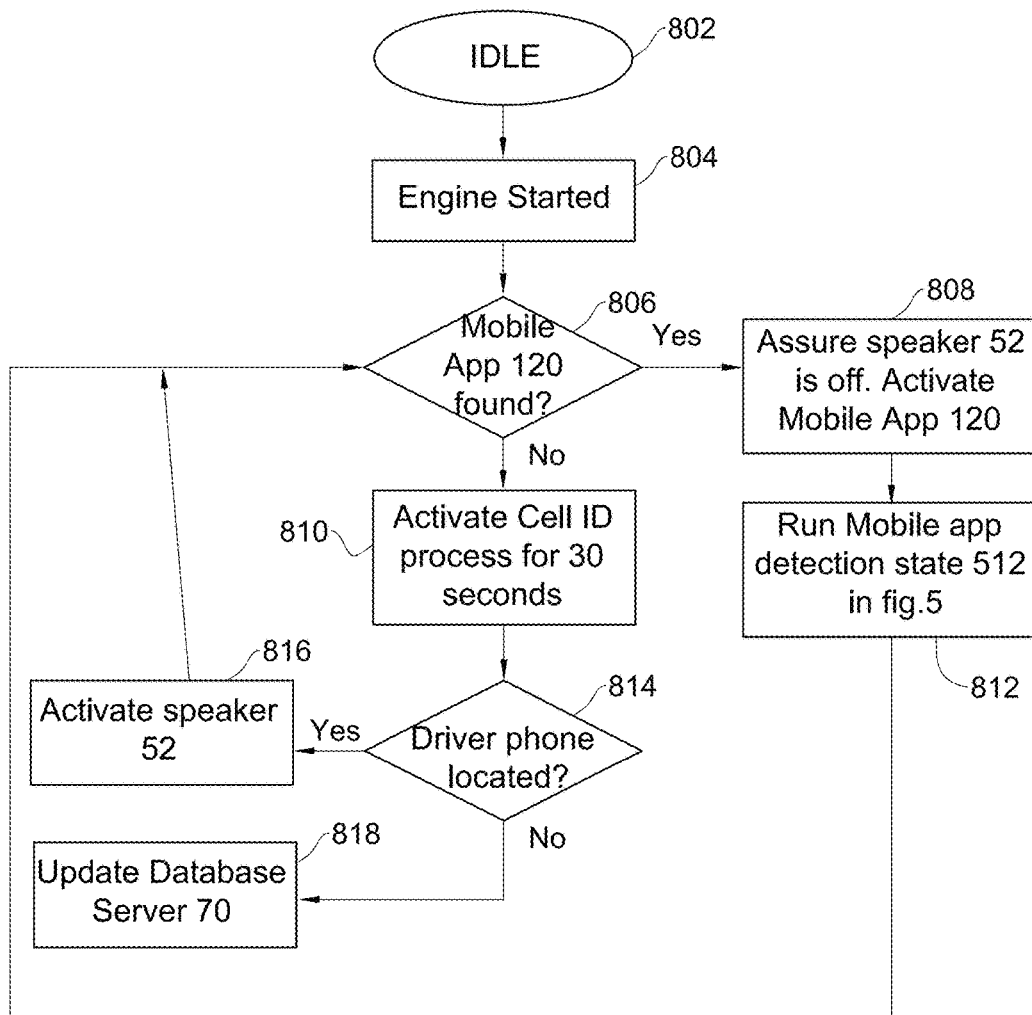 IDLE
802
Engine Started
804
Mobile
App 120
found?
806
Yes
No
Assure speaker 52
is off. Activate
Mobile App 120
808
Activate Cell ID
process for 30
seconds
810
Run Mobile app
detection state 512
in fig.5
812
Driver phone
located?
814
Yes
No
Activate speaker
52
816
Update Database
Server 70
818